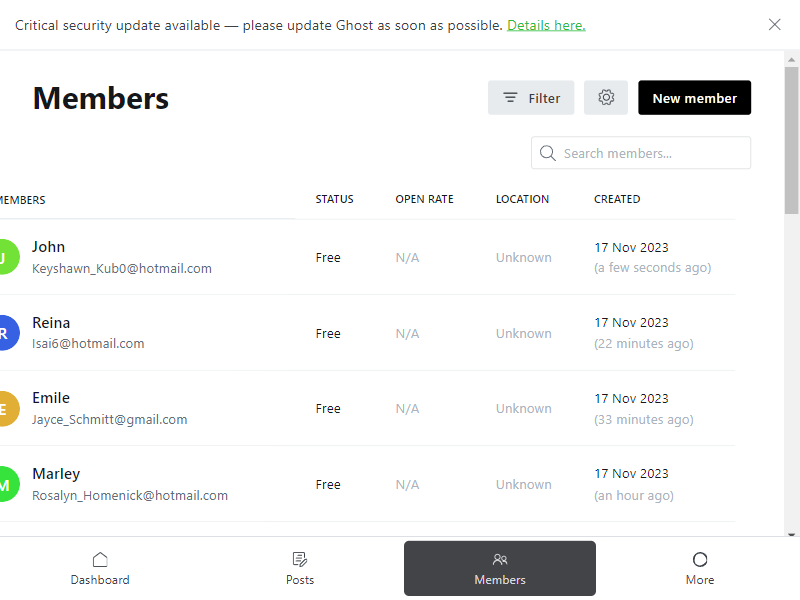 Critical security update available — please update Ghost as soon as possible. Details here.
Members
Filter
New member
Search members...
MEMBERS STATUS OPEN RATE LOCATION CREATED
J
John
Keyshawn_Kub0@hotmail.com
Free N/A Unknown
17 Nov 2023
(a few seconds ago)
R
Reina
Isai6@hotmail.com
Free N/A Unknown
17 Nov 2023
(22 minutes ago)
E
Emile
Jayce_Schmitt@gmail.com
Free N/A Unknown
17 Nov 2023
(33 minutes ago)
M
Marley
Rosalyn_Homenick@hotmail.com
Free N/A Unknown
17 Nov 2023
(an hour ago)
Dashboard Posts Members More